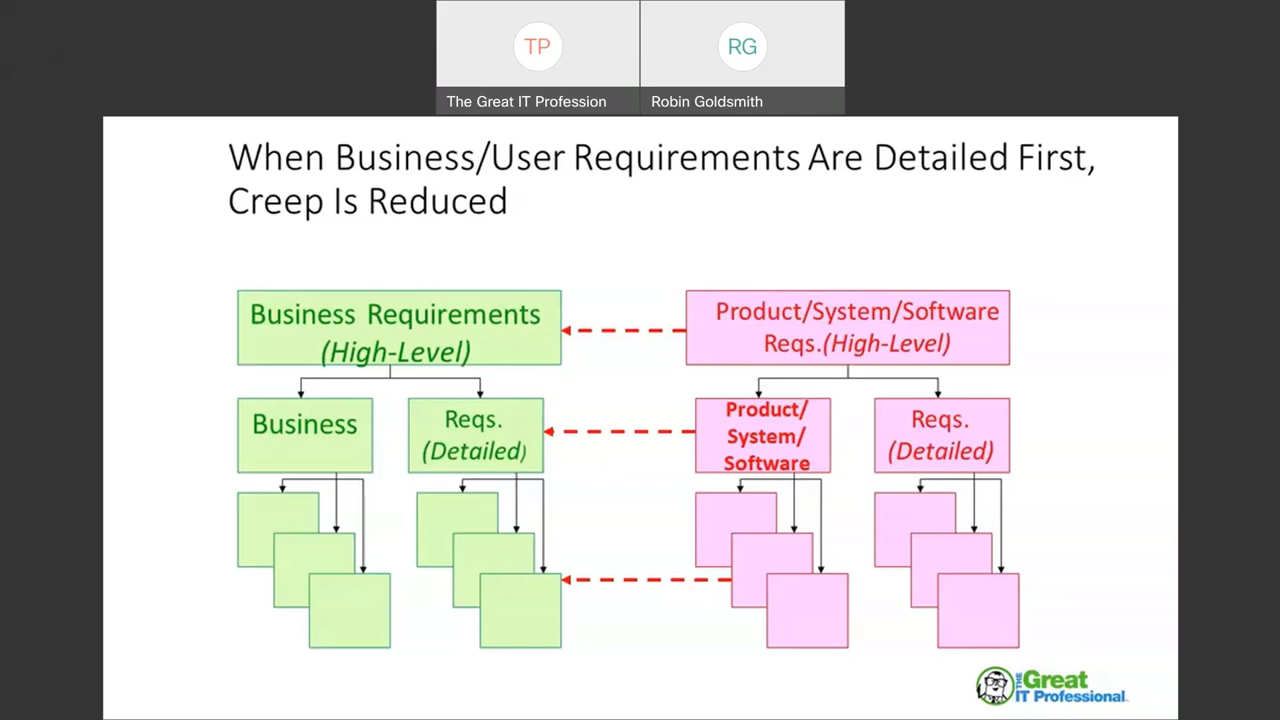 TP
RG
The Great IT Profession
Robin Goldsmith
When Business/User Requirements Are Detailed First,
Creep Is Reduced
Business Requirements
(High-Level)
Product/System/Software
Reqs.(High-Level)
Business
Reqs.
(Detailed)
Product/
System/
Software
Reqs.
(Detailed)
THE
Great
IT Professional